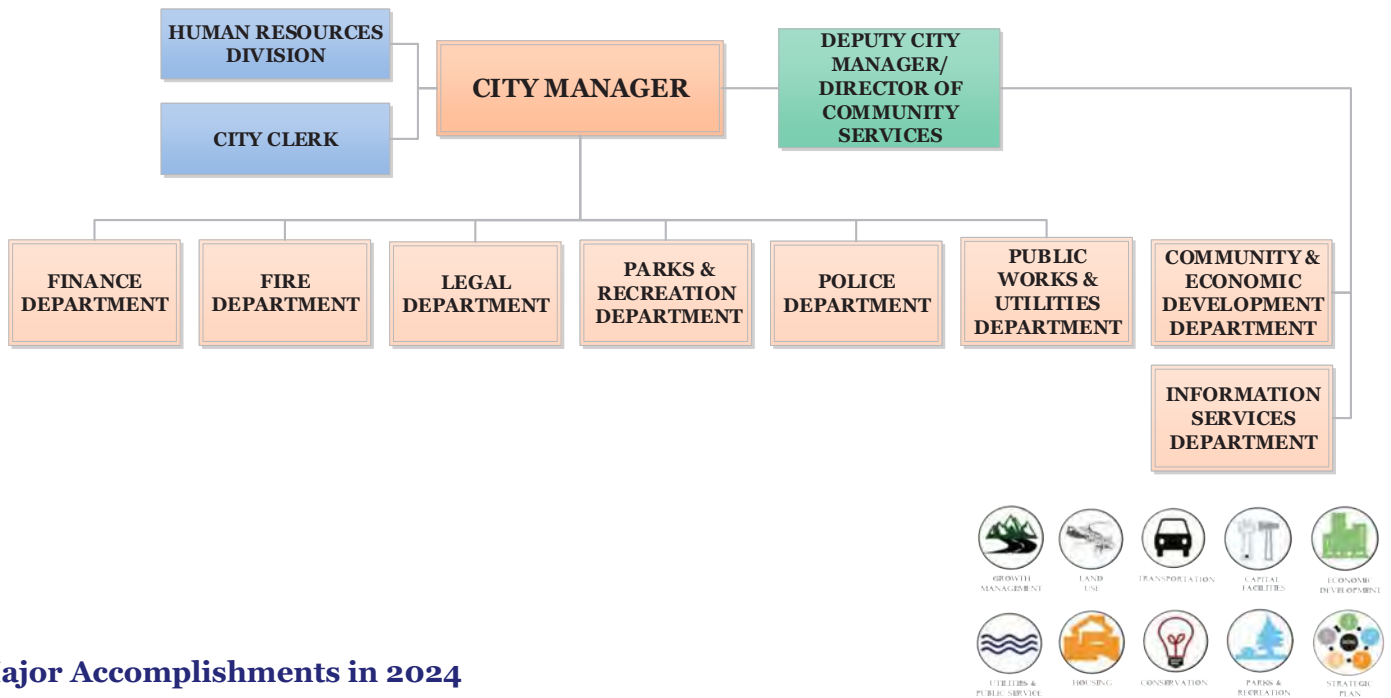 HUMAN RESOURCES
DIVISION
CITY CLERK
CITY MANAGER
DEPUTY CITY
MANAGER/
DIRECTOR OF
COMMUNITY
SERVICES
FINANCE
DEPARTMENT
FIRE
DEPARTMENT
LEGAL
DEPARTMENT
PARKS &
RECREATION
DEPARTMENT
POLICE
DEPARTMENT
PUBLIC
WORKS &
UTILITIES
DEPARTMENT
COMMUNITY &
ECONOMIC
DEVELOPMENT
DEPARTMENT
INFORMATION
SERVICES
DEPARTMENT
GROWTH
MANAGEMENT
LAND
USE
TRANSPORTATION
CAPITAL
FACILITIES
ECONOMIC
DEVELOPMENT
UTILITIES &
PUBLIC SERVICE
HOUSING
CONSERVATION
PARKS &
RECREATION
STRATEGIC
PLAN
ajor Accomplishments in 2024